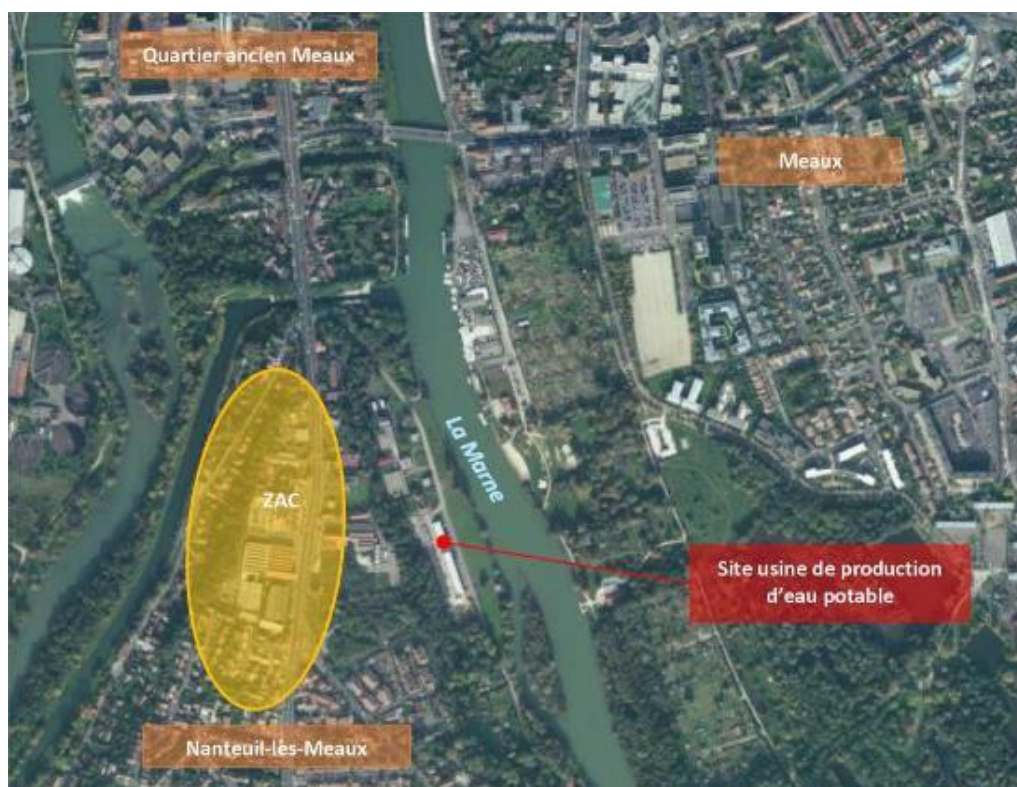 Quartier ancien Meaux
Meaux
La Marne
ZAC
Site usine de production
d'eau potable
Nanteuil-lès-Meaux